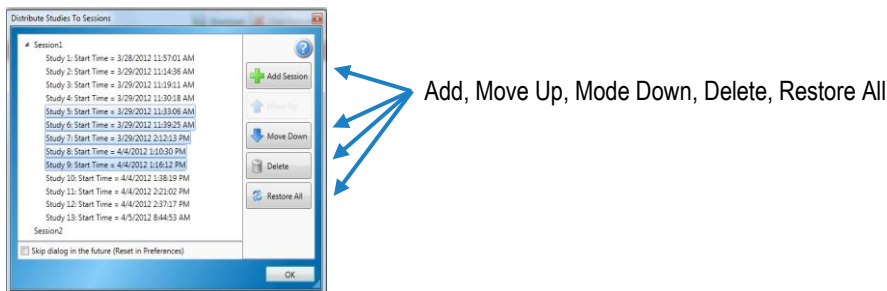 Distribute Studies To Sessions
Session1
Study 1: Start Time = 3/28/2012 11:57:01 AM
Study 2: Start Time = 3/29/2012 11:14:36 AM
Study 3: Start Time = 3/29/2012 11:19:11 AM
Study 4: Start Time = 3/29/2012 11:30:18 AM
Study 5: Start Time = 3/29/2012 11:33:06 AM
Study 6: Start Time = 3/29/2012 11:39:25 AM
Study 7: Start Time = 3/29/2012 2:12:13 PM
Study 8: Start Time = 4/4/2012 1:10:30 PM
Study 9: Start Time = 4/4/2012 1:16:12 PM
Study 10: Start Time = 4/4/2012 1:38:19 PM
Study 11: Start Time = 4/4/2012 2:21:02 PM
Study 12: Start Time = 4/4/2012 2:37:17 PM
Study 13: Start Time = 4/5/2012 8:44:53 AM
Session2
Skip dialog in the future (Reset in Preferences)
Add Session
Move Up
Move Down
Delete
Restore All
OK
Add, Move Up, Mode Down, Delete, Restore All